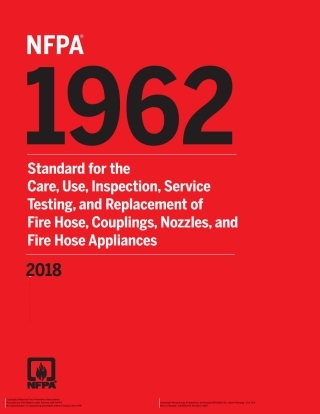 NFPA®
1962
Standard for the
Care, Use, Inspection, Service
Testing, and Replacement of
Fire Hose, Couplings, Nozzles, and
Fire Hose Appliances
2018
NFPA®